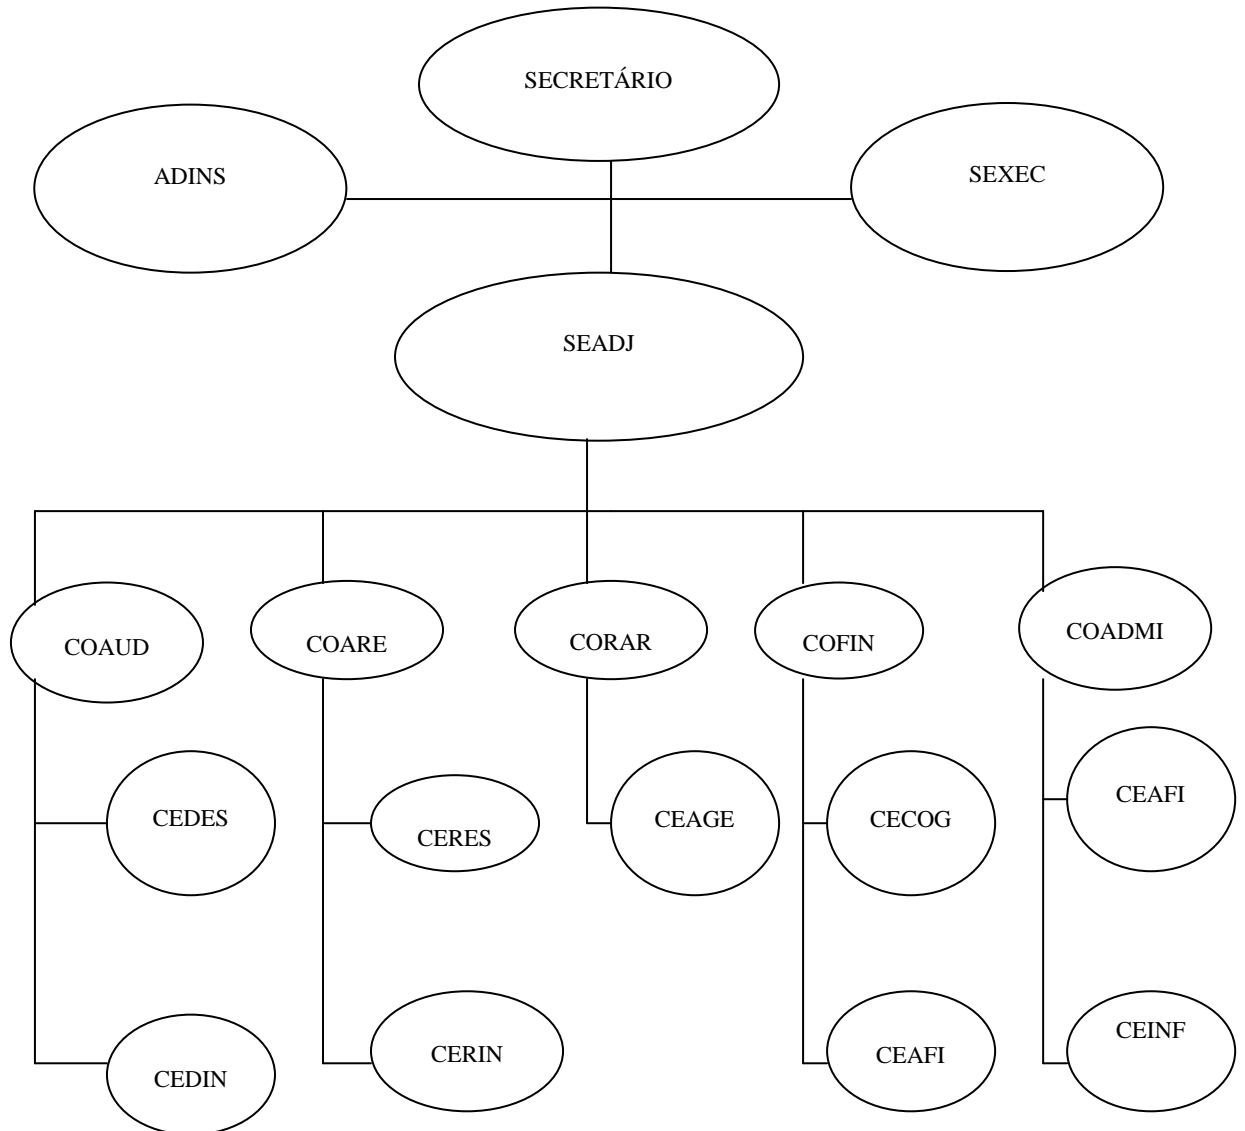 SECRETÁRIO
ADINS
SEXEC
SEADJ
COAUD
COARE
CORAR
COFIN
COADMI
CEDES
CERES
CEAGE
CECOG
CEAFI
CEDIN
CERIN
CEAFI
CEINF